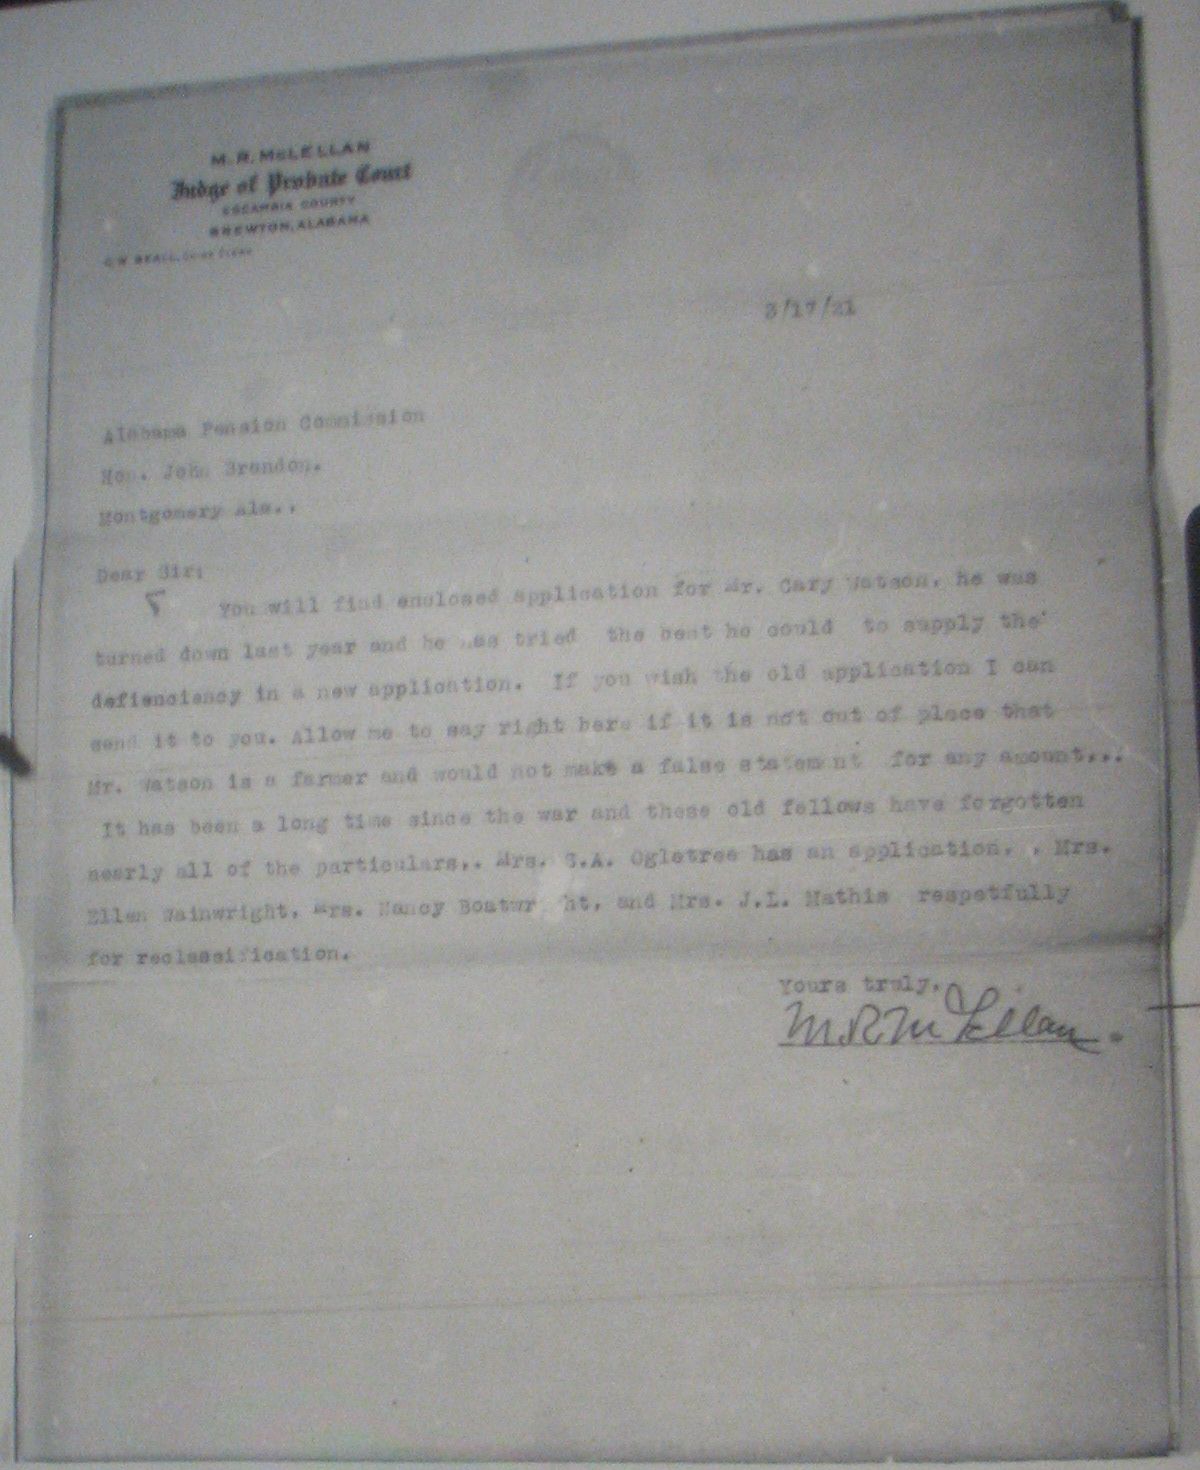 M. R. McLELLAN
Judge of Probate Court
ESCAMBIA COUNTY
BREWTON, ALABAMA
C.W. BEALL, CHIEF CLERK
3/17/21
Alabama Pension Commission
Hon. John Brandon.
Montgomery Ala..
Dear Sir;
You will find enclosed application for Mr. Cary Watson. he was
turned down last year and he has tried the best he could to supply the
defienciency in a new application. If you wish the old application I can
send it to you. Allow me to say right here if it is not out of place that
Mr. Watson is a farmer and would not make a false statement for any amount...
It has been a long time since the war and these old fellows have forgotten
nearly all of the particulars,. Mrs. S.A. Ogletree has an application. . Mrs.
Ellen Wainwright, Mrs. Nancy Boatwr ht, and Mrs. J.L. Mathis respetfully
for reclassification.
Yours truly,
M R McLellan.